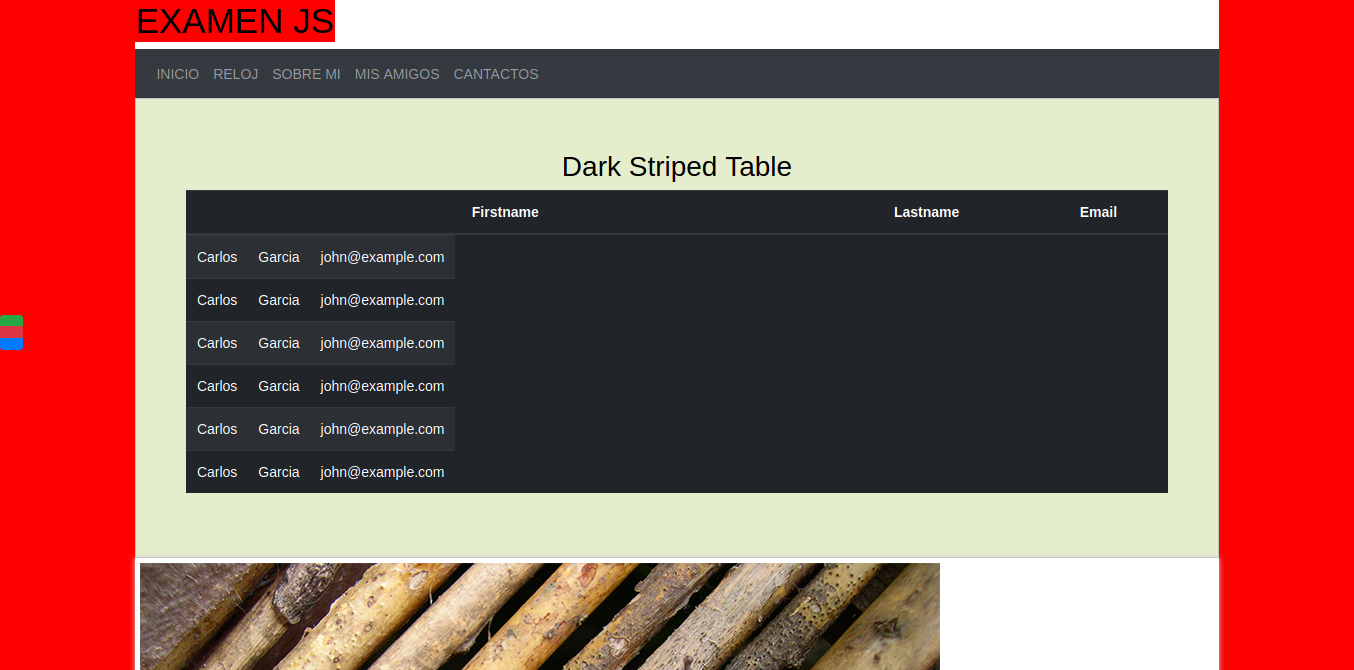 EXAMEN JS
INICIO RELOJ SOBRE MI MIS AMIGOS CANTACTOS
Dark Striped Table
Firstname Lastname Email
Carlos Garcia john@example.com
Carlos Garcia john@example.com
Carlos Garcia john@example.com
Carlos Garcia john@example.com
Carlos Garcia john@example.com
Carlos Garcia john@example.com